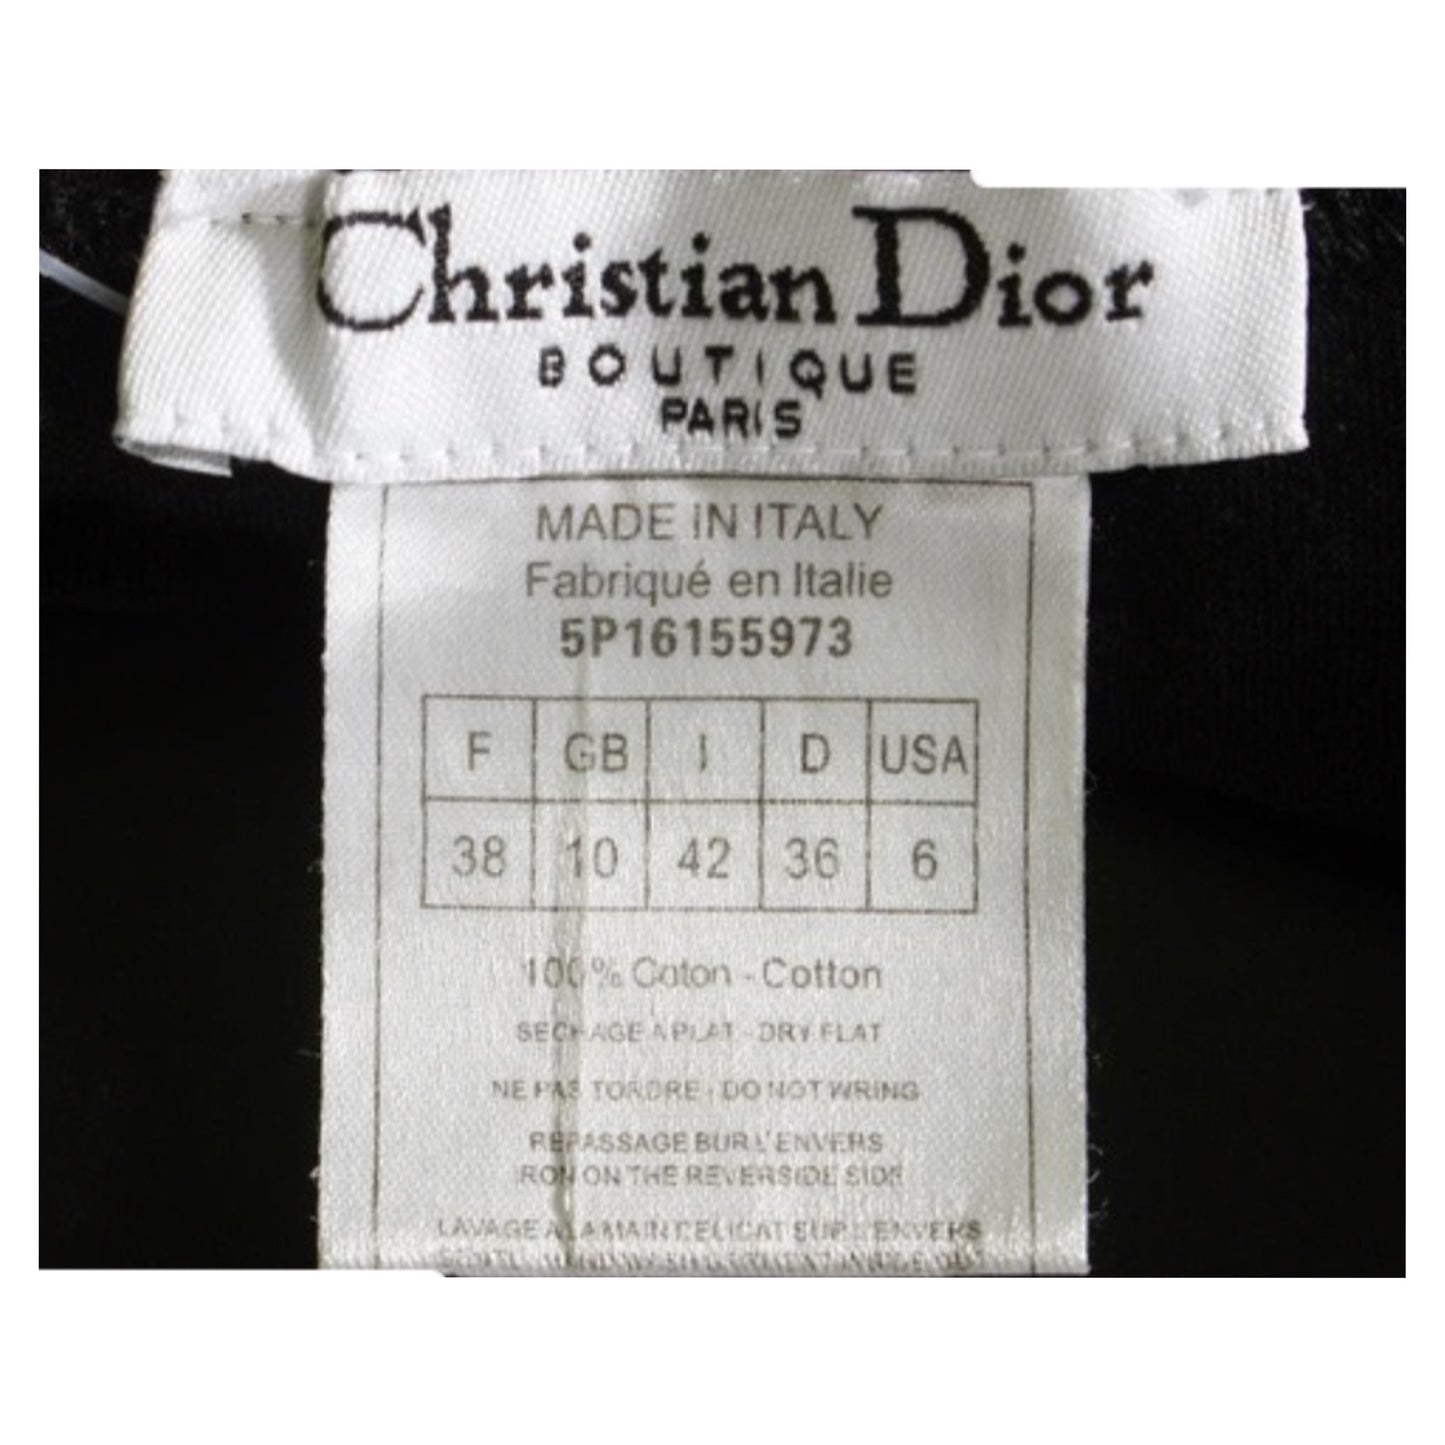 Christian Dior
BOUTIQUE
PARIS
MADE IN ITALY
Fabriqué en Italie
5P16155973
F GB I D USA
38 10 42 36 6
100% Coton - Cotton
SECHAGE A PLAT - DRY FLAT
NE PAS TORDRE - DO NOT WRING
REPASSAGE SUR L'ENVERS
IRON ON THE REVERSIDE SIDE
LAVAGE A LA MAIN DELICAT SUR L'ENVERS